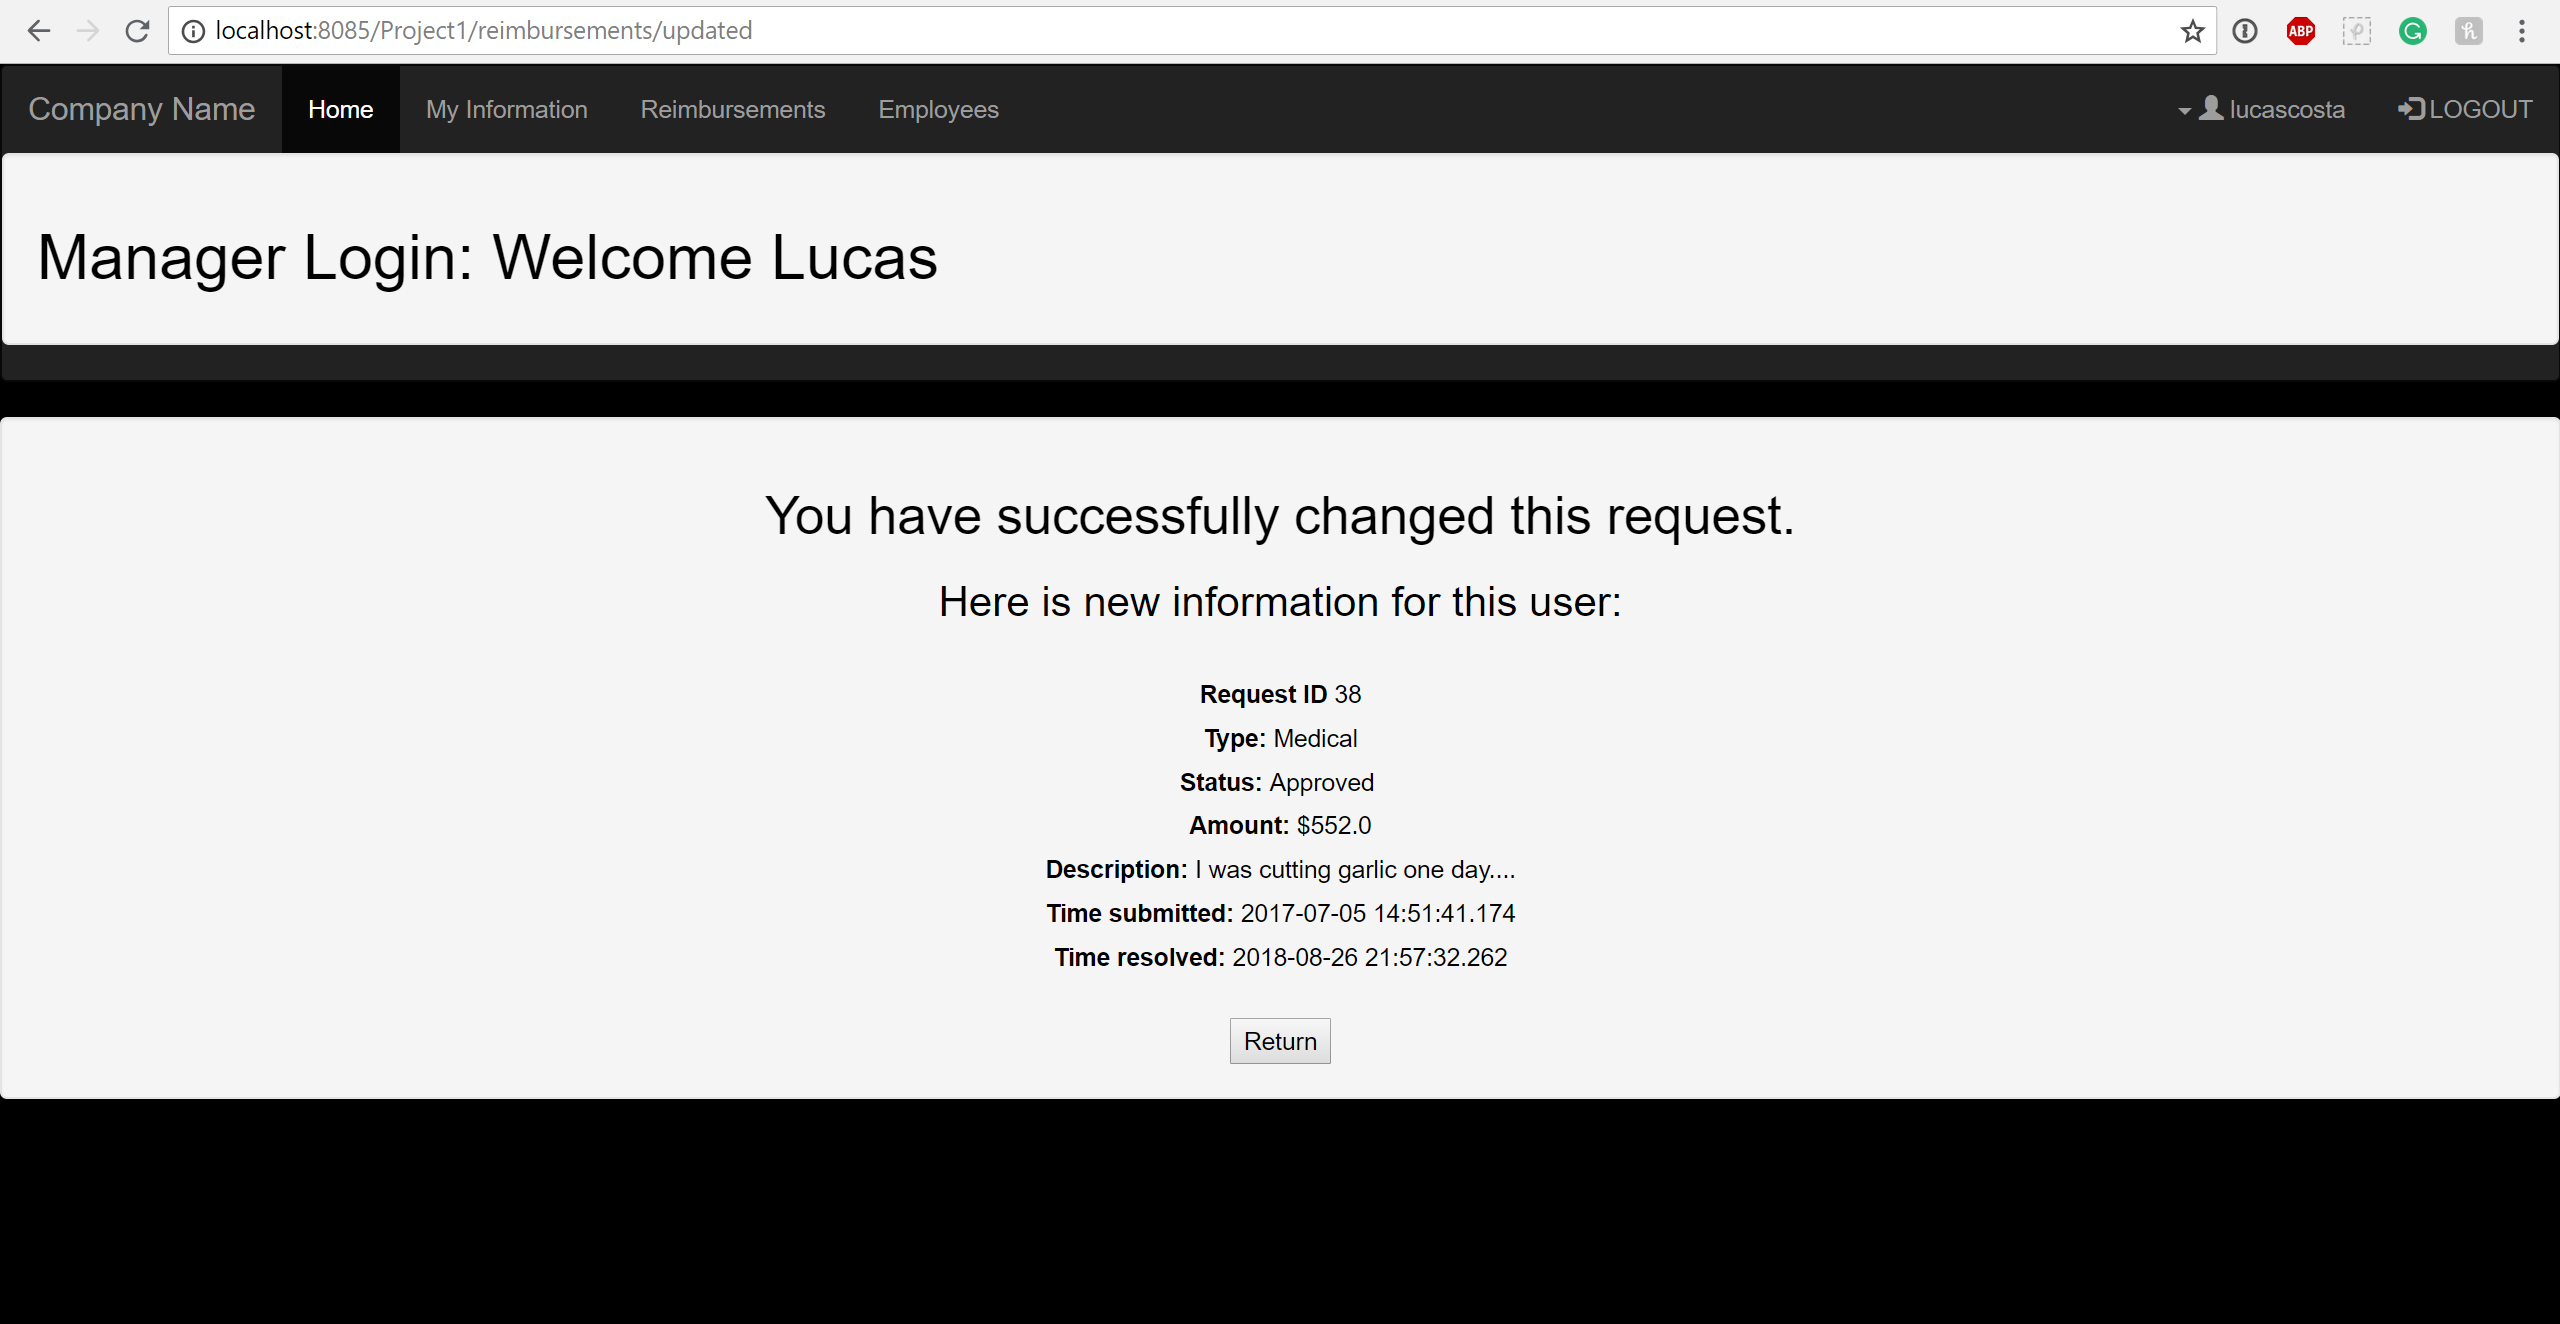 localhost:8085/Project1/reimbursements/updated
ABP
Company Name Home My Information Reimbursements Employees lucascosta LOGOUT
Manager Login: Welcome Lucas
You have successfully changed this request.
Here is new information for this user:
Request ID 38
Type: Medical
Status: Approved
Amount: $552.0
Description: I was cutting garlic one day....
Time submitted: 2017-07-05 14:51:41.174
Time resolved: 2018-08-26 21:57:32.262
Return